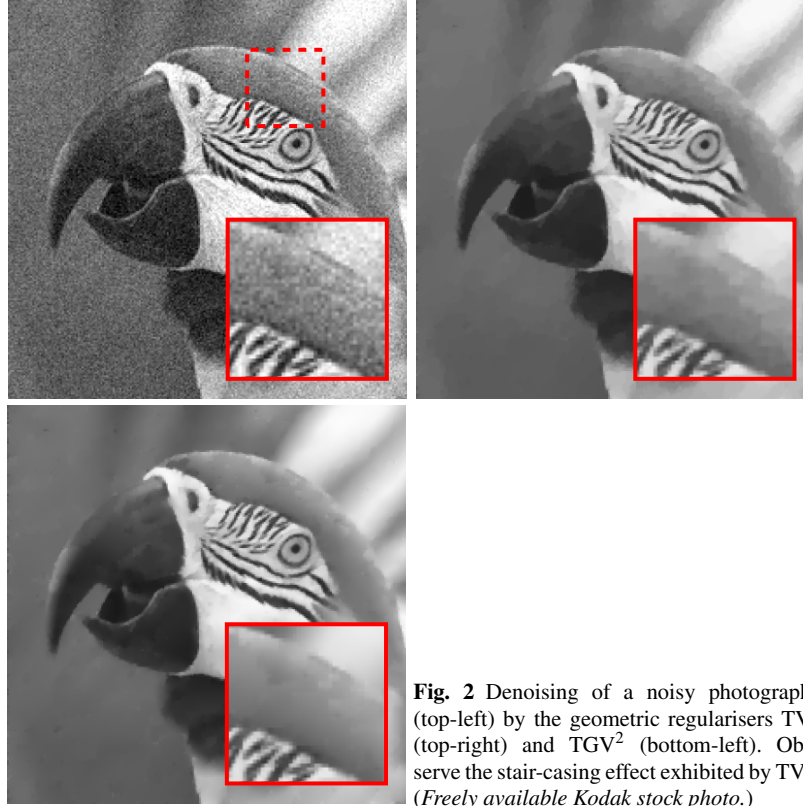 Fig. 2 Denoising of a noisy photograph
(top-left) by the geometric regularisers TV
(top-right) and TGV² (bottom-left). Ob
serve the stair-casing effect exhibited by TV.
(Freely available Kodak stock photo.)